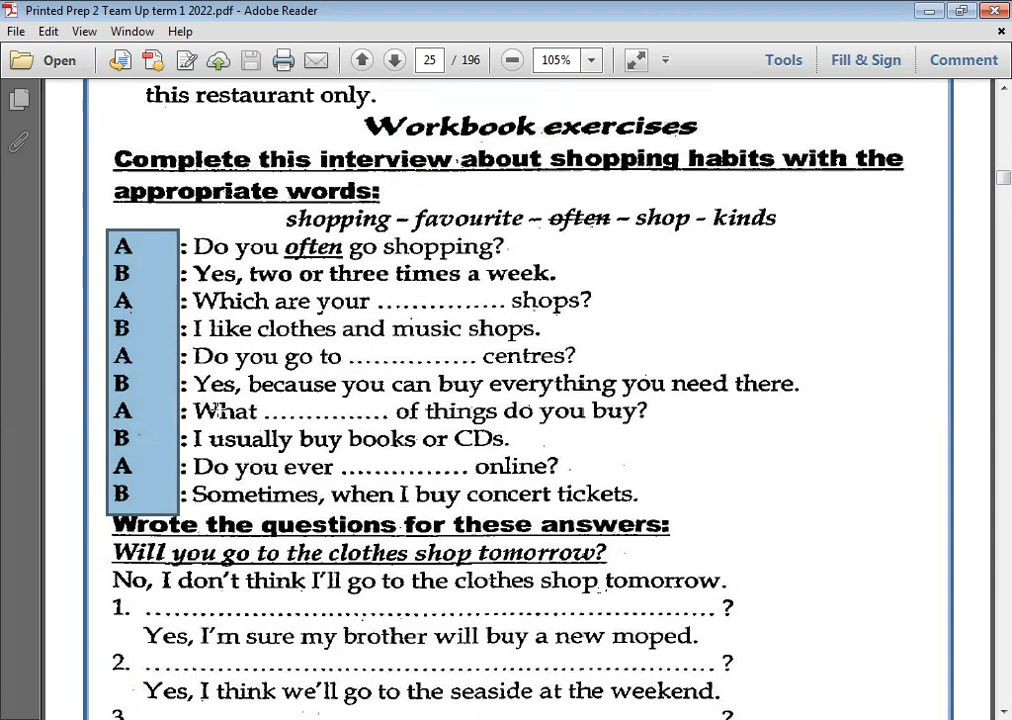 Printed Prep 2 Team Up term 1 2022.pdf - Adobe Reader
File Edit View Window Help
Open 25 / 196 105% Tools Fill & Sign Comment
this restaurant only.
Workbook exercises
Complete this interview about shopping habits with the
appropriate words:
shopping – favourite – often – shop - kinds
A : Do you often go shopping?
B : Yes, two or three times a week.
A : Which are your ............... shops?
B : I like clothes and music shops.
A : Do you go to ............... centres?
B : Yes, because you can buy everything you need there.
A : What ............... of things do you buy?
B : I usually buy books or CDs.
A : Do you ever ............... online?
B : Sometimes, when I buy concert tickets.
Wrote the questions for these answers:
Will you go to the clothes shop tomorrow?
No, I don't think I'll go to the clothes shop tomorrow.
1. ............................................................... ?
Yes, I'm sure my brother will buy a new moped.
2. ............................................................... ?
Yes, I think we'll go to the seaside at the weekend.
3 ............................................................... ?